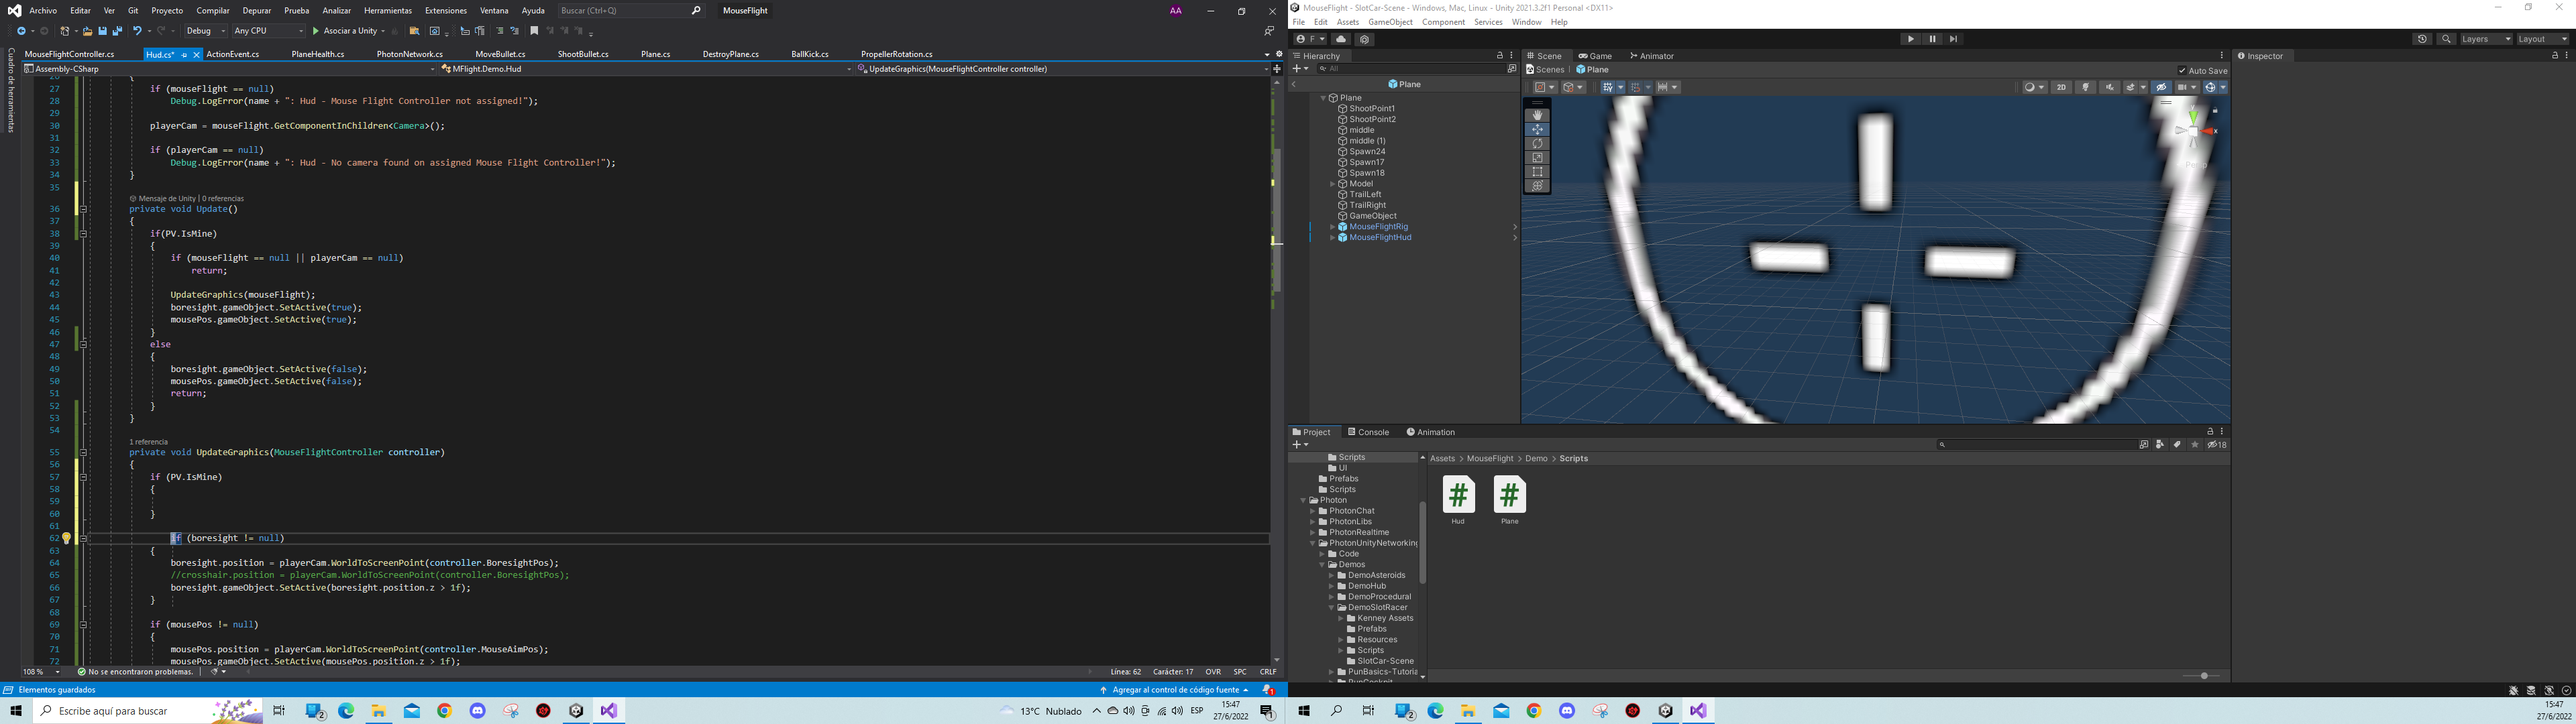 Archivo Editar Ver Git Proyecto Compilar Depurar Prueba Analizar Herramientas Extensiones Ventana Ayuda Buscar (Ctrl+Q) MouseFlight AA
Debug Any CPU Asociar a Unity
MouseFlightController.cs Hud.cs* ActionEvent.cs PlaneHealth.cs PhotonNetwork.cs MoveBullet.cs ShootBullet.cs Plane.cs DestroyPlane.cs BallKick.cs PropellerRotation.cs
Assembly-CSharp MFlight.Demo.Hud UpdateGraphics(MouseFlightController controller)
Cuadro de herramientas
26 {
27 if (mouseFlight == null)
28 Debug.LogError(name + ": Hud - Mouse Flight Controller not assigned!");
29
30 playerCam = mouseFlight.GetComponentInChildren<Camera>();
31
32 if (playerCam == null)
33 Debug.LogError(name + ": Hud - No camera found on assigned Mouse Flight Controller!");
34 }
35
Mensaje de Unity | 0 referencias
36 private void Update()
37 {
38 if(PV.IsMine)
39 {
40 if (mouseFlight == null || playerCam == null)
41 return;
42
43 UpdateGraphics(mouseFlight);
44 boresight.gameObject.SetActive(true);
45 mousePos.gameObject.SetActive(true);
46 }
47 else
48 {
49 boresight.gameObject.SetActive(false);
50 mousePos.gameObject.SetActive(false);
51 return;
52 }
53 }
54
1 referencia
55 private void UpdateGraphics(MouseFlightController controller)
56 {
57 if (PV.IsMine)
58 {
59
60 }
61
62 if (boresight != null)
63 {
64 boresight.position = playerCam.WorldToScreenPoint(controller.BoresightPos);
65 //crosshair.position = playerCam.WorldToScreenPoint(controller.BoresightPos);
66 boresight.gameObject.SetActive(boresight.position.z > 1f);
67 }
68
69 if (mousePos != null)
70 {
71 mousePos.position = playerCam.WorldToScreenPoint(controller.MouseAimPos);
72 mousePos.gameObject.SetActive(mousePos.position.z > 1f);
108 % No se encontraron problemas. Línea: 62 Carácter: 17 OVR SPC CRLF
Elementos guardados Agregar al control de código fuente 1
Escribe aquí para buscar 2 13°C Nublado ESP 15:47 27/6/2022 1
MouseFlight - SlotCar-Scene - Windows, Mac, Linux - Unity 2021.3.2f1 Personal <DX11>
File Edit Assets GameObject Component Services Window Help
F Layers Layout
Hierarchy
All
Plane
Plane
ShootPoint1
ShootPoint2
middle
middle (1)
Spawn24
Spawn17
Spawn18
Model
TrailLeft
TrailRight
GameObject
MouseFlightRig
MouseFlightHud
Scene Game Animator
Scenes Plane Auto Save
2D
x
Persp
Inspector
Project Console Animation
18
Scripts
UI
Prefabs
Scripts
Photon
PhotonChat
PhotonLibs
PhotonRealtime
PhotonUnityNetworking
Code
Demos
DemoAsteroids
DemoHub
DemoProcedural
DemoSlotRacer
Kenney Assets
Prefabs
Resources
Scripts
SlotCar-Scene
PunBasics-Tutoria
PunCockpit
Assets > MouseFlight > Demo > Scripts
Hud Plane
2 15:47
27/6/2022